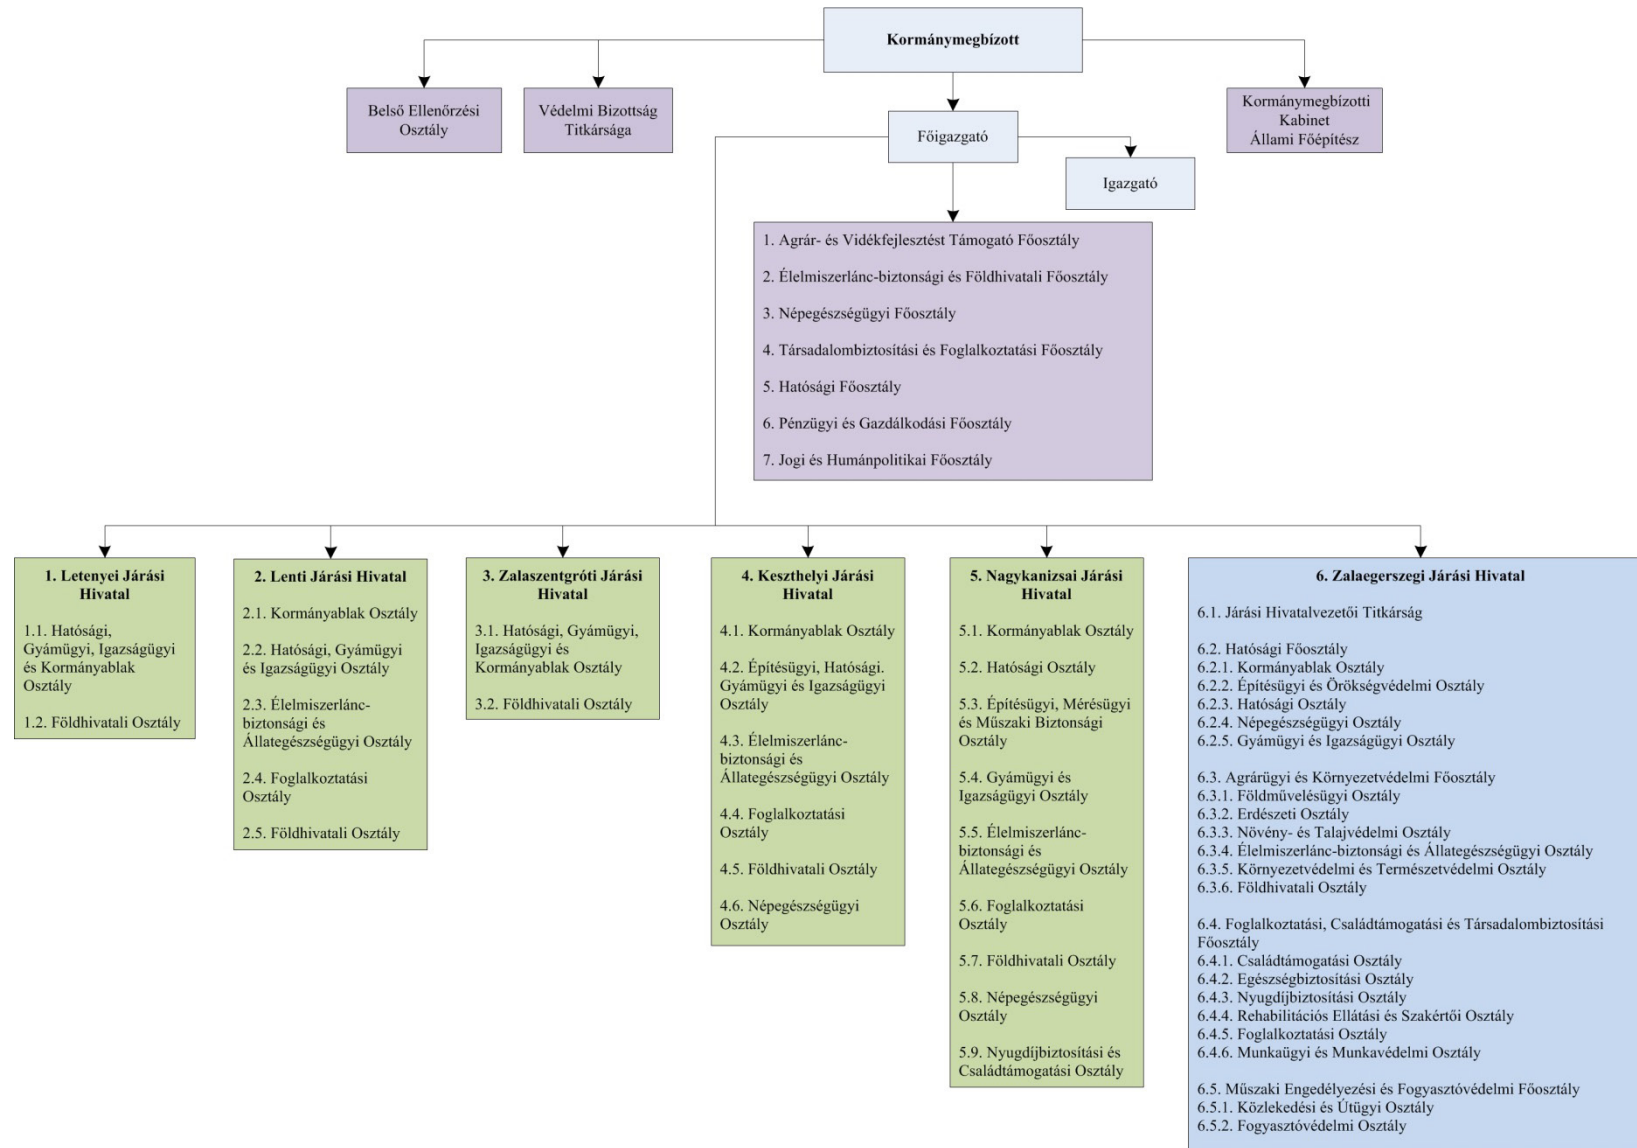 Kormánymegbízott
Belső Ellenőrzési
Osztály
Védelmi Bizottság
Titkársága
Kormánymegbízotti
Kabinet
Állami Főépítész
Főigazgató
Igazgató
1. Agrár- és Vidékfejlesztést Támogató Főosztály
2. Élelmiszerlánc-biztonsági és Földhivatali Főosztály
3. Népegészségügyi Főosztály
4. Társadalombiztosítási és Foglalkoztatási Főosztály
5. Hatósági Főosztály
6. Pénzügyi és Gazdálkodási Főosztály
7. Jogi és Humánpolitikai Főosztály
1. Letenyei Járási
Hivatal
1.1. Hatósági,
Gyámügyi, Igazságügyi
és Kormányablak
Osztály
1.2. Földhivatali Osztály
2. Lenti Járási Hivatal
2.1. Kormányablak Osztály
2.2. Hatósági, Gyámügyi
és Igazságügyi Osztály
2.3. Élelmiszerlánc-
biztonsági és
Állategészségügyi Osztály
2.4. Foglalkoztatási
Osztály
2.5. Földhivatali Osztály
3. Zalaszentgróti Járási
Hivatal
3.1. Hatósági, Gyámügyi,
Igazságügyi és
Kormányablak Osztály
3.2. Földhivatali Osztály
4. Keszthelyi Járási
Hivatal
4.1. Kormányablak Osztály
4.2. Építésügyi, Hatósági.
Gyámügyi és Igazságügyi
Osztály
4.3. Élelmiszerlánc-
biztonsági és
Állategészségügyi Osztály
4.4. Foglalkoztatási
Osztály
4.5. Földhivatali Osztály
4.6. Népegészségügyi
Osztály
5. Nagykanizsai Járási
Hivatal
5.1. Kormányablak Osztály
5.2. Hatósági Osztály
5.3. Építésügyi, Mérésügyi
és Műszaki Biztonsági
Osztály
5.4. Gyámügyi és
Igazságügyi Osztály
5.5. Élelmiszerlánc-
biztonsági és
Állategészségügyi Osztály
5.6. Foglalkoztatási
Osztály
5.7. Földhivatali Osztály
5.8. Népegészségügyi
Osztály
5.9. Nyugdíjbiztosítási és
Családtámogatási Osztály
6. Zalaegerszegi Járási Hivatal
6.1. Járási Hivatalvezetői Titkárság
6.2. Hatósági Főosztály
6.2.1. Kormányablak Osztály
6.2.2. Építésügyi és Örökségvédelmi Osztály
6.2.3. Hatósági Osztály
6.2.4. Népegészségügyi Osztály
6.2.5. Gyámügyi és Igazságügyi Osztály
6.3. Agrárügyi és Környezetvédelmi Főosztály
6.3.1. Földművelésügyi Osztály
6.3.2. Erdészeti Osztály
6.3.3. Növény- és Talajvédelmi Osztály
6.3.4. Élelmiszerlánc-biztonsági és Állategészségügyi Osztály
6.3.5. Környezetvédelmi és Természetvédelmi Osztály
6.3.6. Földhivatali Osztály
6.4. Foglalkoztatási, Családtámogatási és Társadalombiztosítási
Főosztály
6.4.1. Családtámogatási Osztály
6.4.2. Egészségbiztosítási Osztály
6.4.3. Nyugdíjbiztosítási Osztály
6.4.4. Rehabilitációs Ellátási és Szakértői Osztály
6.4.5. Foglalkoztatási Osztály
6.4.6. Munkaügyi és Munkavédelmi Osztály
6.5. Műszaki Engedélyezési és Fogyasztóvédelmi Főosztály
6.5.1. Közlekedési és Útügyi Osztály
6.5.2. Fogyasztóvédelmi Osztály